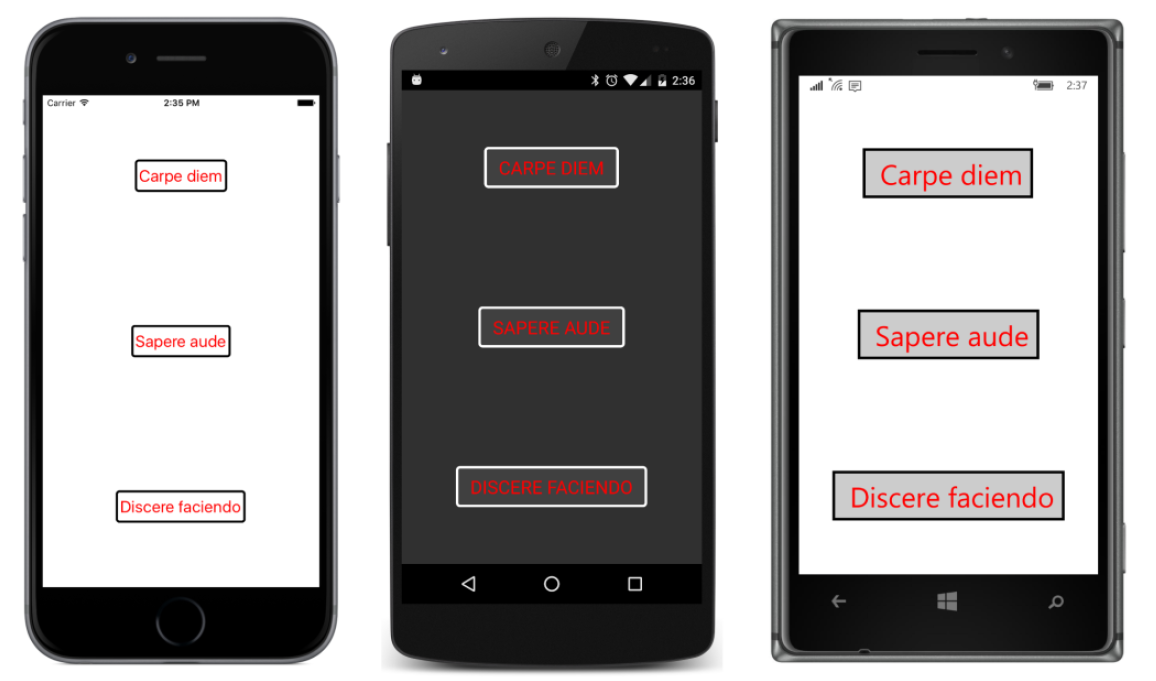 Carrier 2:35 PM
Carpe diem
Sapere aude
Discere faciendo
2:36
CARPE DIEM
SAPERE AUDE
DISCERE FACIENDO
2:37
Carpe diem
Sapere aude
Discere faciendo